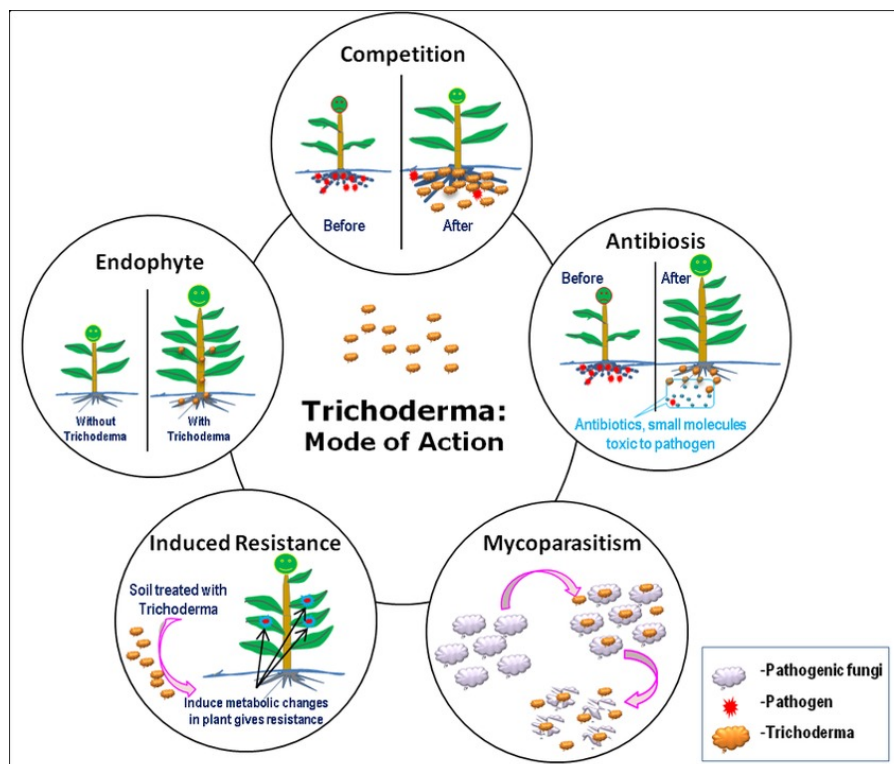 Competition
Before
After
Antibiosis
Before
After
Antibiotics, small molecules
toxic to pathogen
Endophyte
Without
Trichoderma
With
Trichoderma
Trichoderma:
Mode of Action
Induced Resistance
Soil treated with
Trichoderma
Induce metabolic changes
in plant gives resistance
Mycoparasitism
-Pathogenic fungi
-Pathogen
-Trichoderma